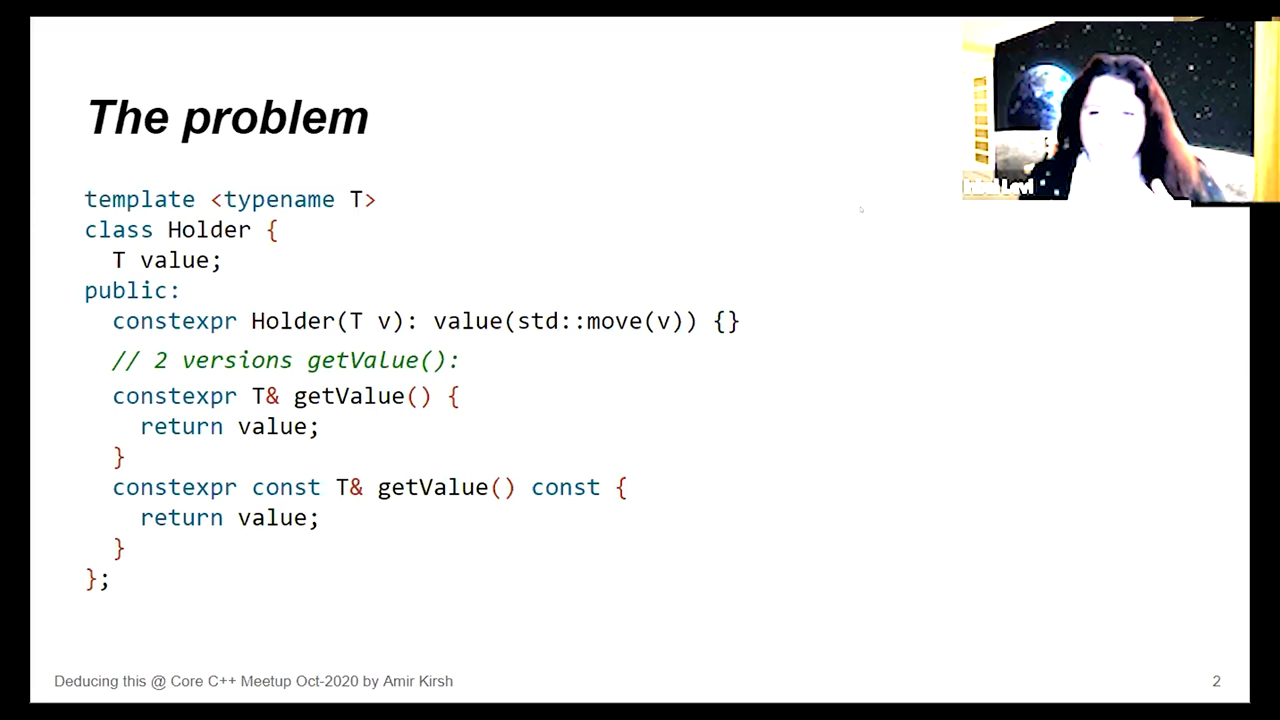 The problem
template <typename T>
class Holder {
T value;
public:
constexpr Holder(T v): value(std::move(v)) {}
// 2 versions getValue():
constexpr T& getValue() {
return value;
}
constexpr const T& getValue() const {
return value;
}
};
Deducing this @ Core C++ Meetup Oct-2020 by Amir Kirsh
2